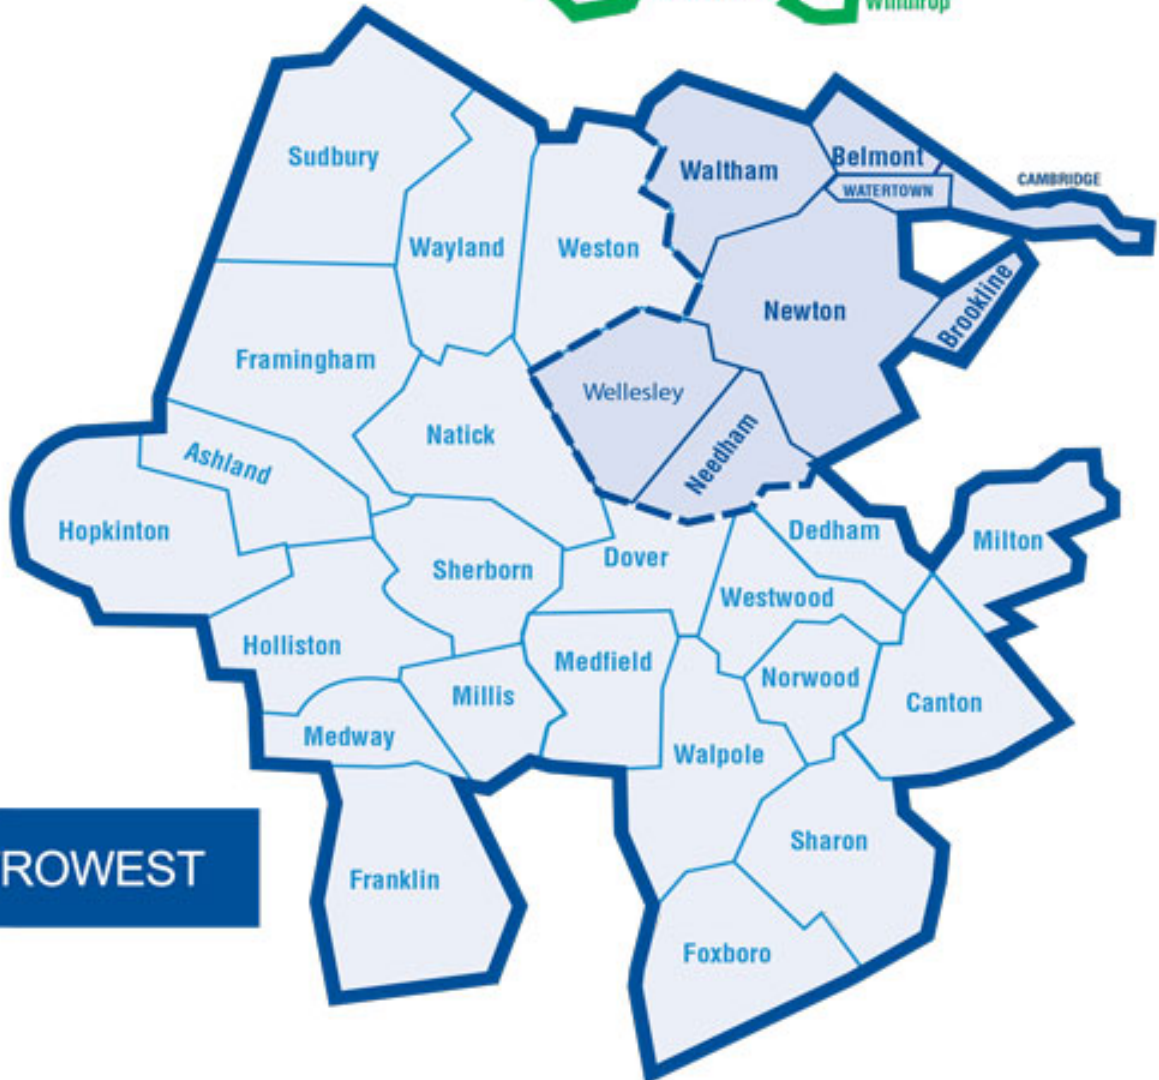 Winthrop
Sudbury
Waltham
Belmont
WATERTOWN
CAMBRIDGE
Wayland
Weston
Newton
Brookline
Framingham
Wellesley
Natick
Needham
Ashland
Hopkinton
Dedham
Milton
Sherborn
Dover
Westwood
Holliston
Medfield
Norwood
Millis
Canton
Medway
Walpole
Sharon
ROWEST
Franklin
Foxboro